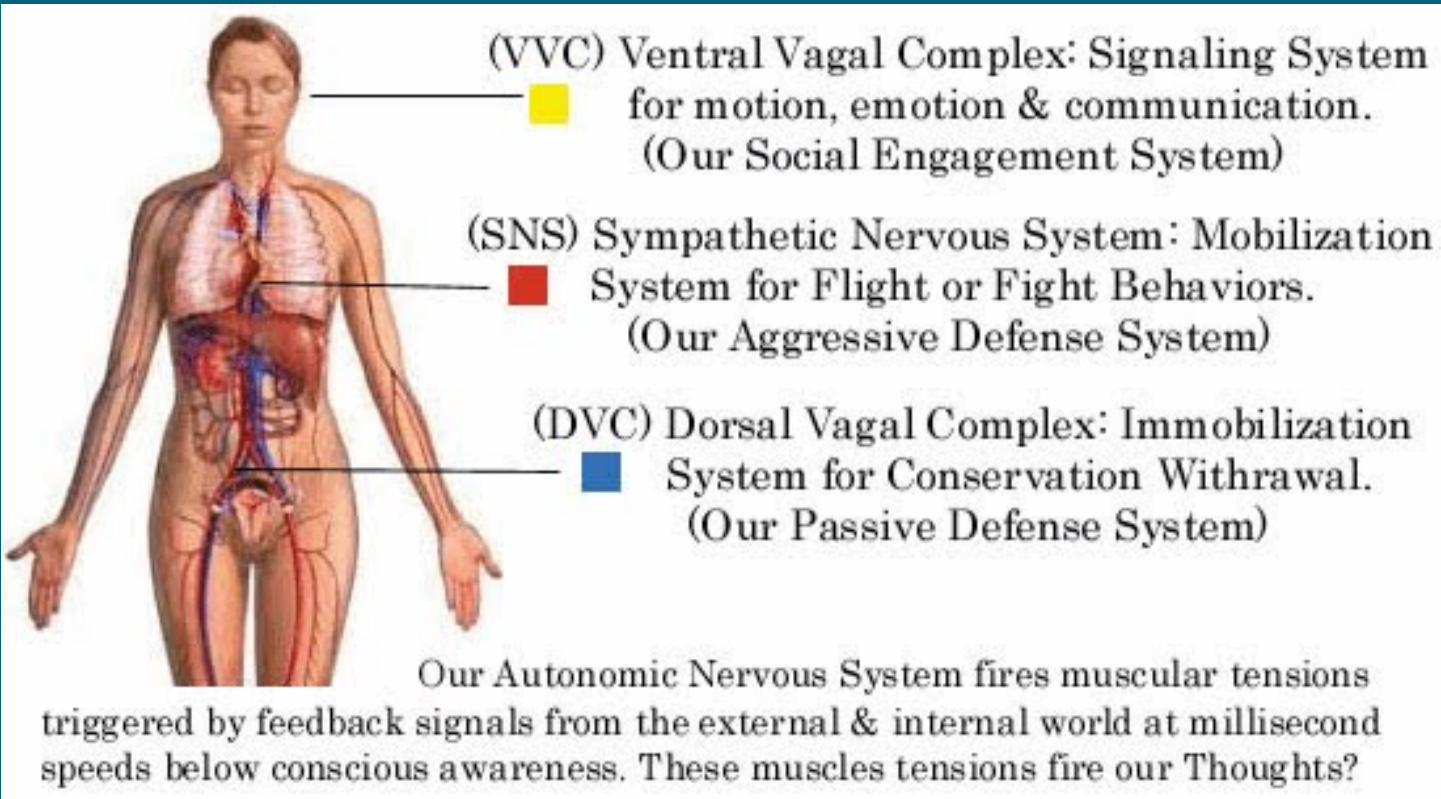 (VVC) Ventral Vagal Complex: Signaling System
for motion, emotion & communication.
(Our Social Engagement System)
(SNS) Sympathetic Nervous System: Mobilization
System for Flight or Fight Behaviors.
(Our Aggressive Defense System)
(DVC) Dorsal Vagal Complex: Immobilization
System for Conservation Withrawal.
(Our Passive Defense System)
Our Autonomic Nervous System fires muscular tensions
triggered by feedback signals from the external & internal world at millisecond
speeds below conscious awareness. These muscles tensions fire our Thoughts?